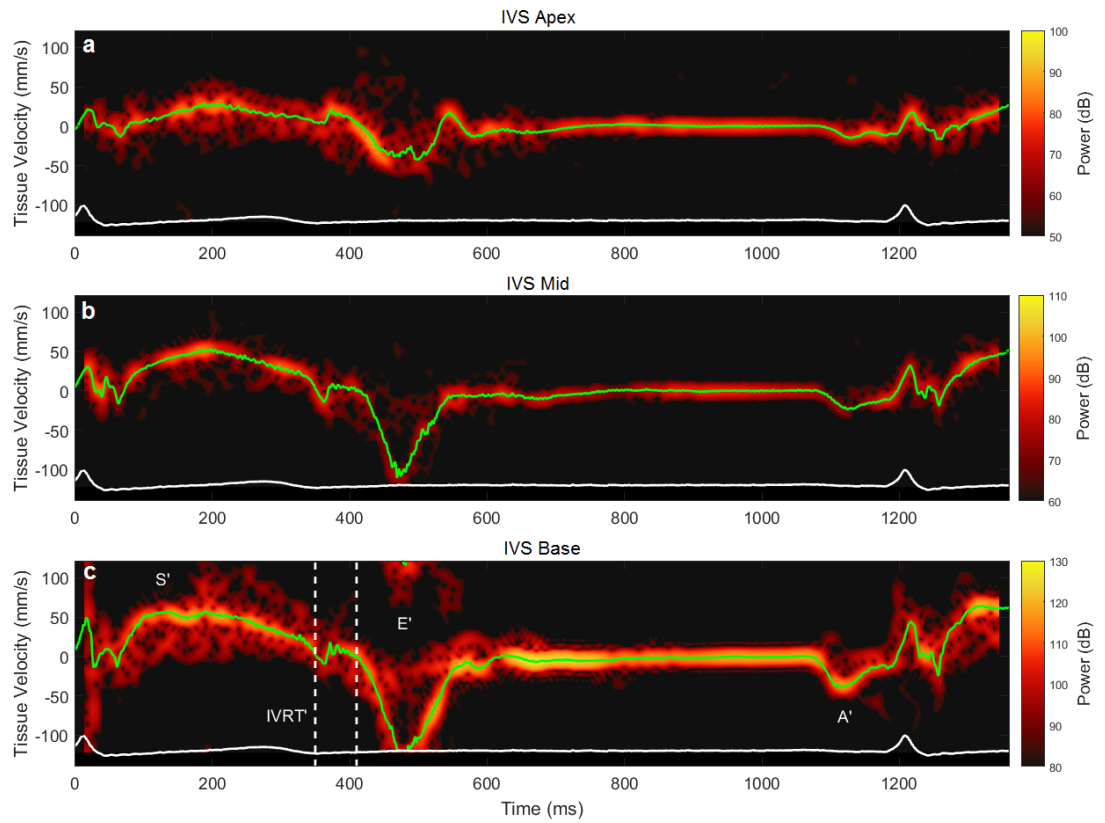 IVS Apex
a
Tissue Velocity (mm/s)
100
50
0
-50
-100
0 200 400 600 800 1000 1200
100
90
80
70
60
50
Power (dB)
IVS Mid
b
Tissue Velocity (mm/s)
100
50
0
-50
-100
0 200 400 600 800 1000 1200
110
100
90
80
70
60
Power (dB)
IVS Base
c
S'
E'
IVRT'
A'
Tissue Velocity (mm/s)
100
50
0
-50
-100
0 200 400 600 800 1000 1200
Time (ms)
130
120
110
100
90
80
Power (dB)